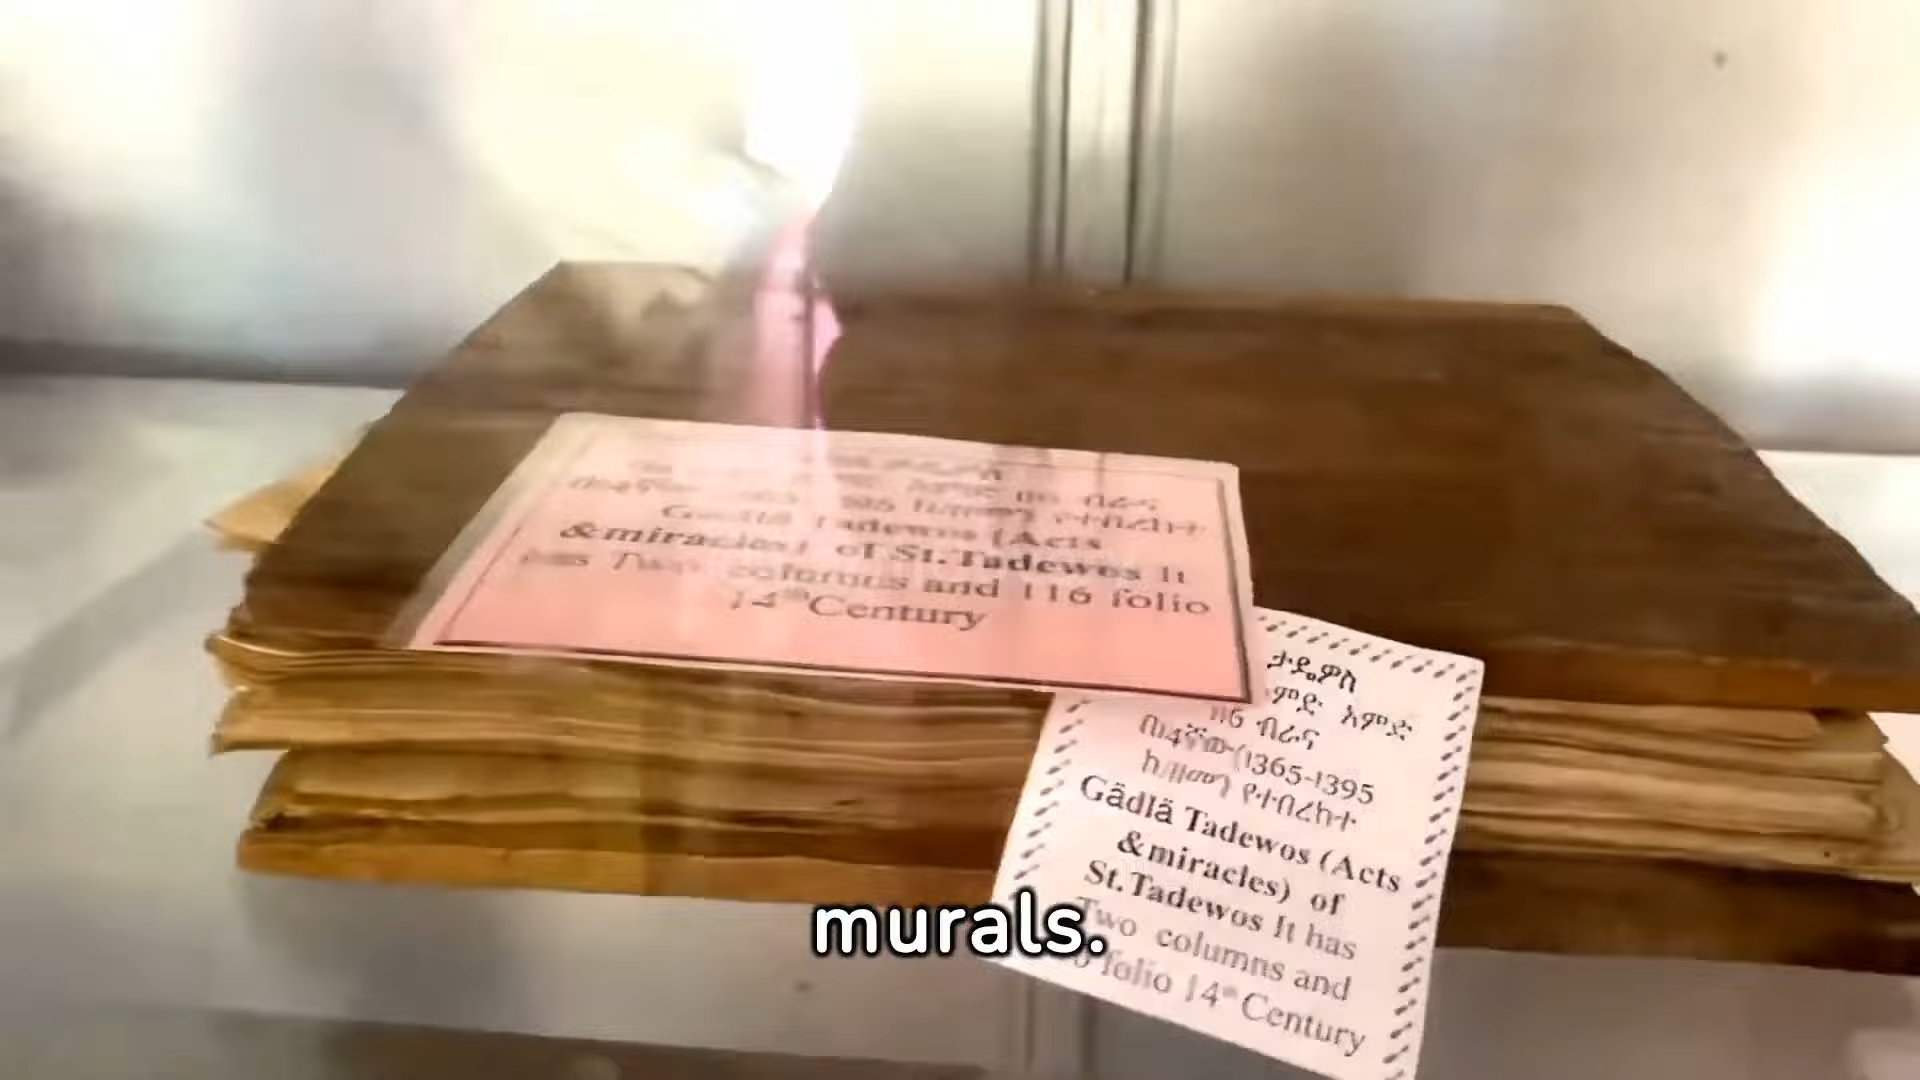 Gädlä Tadewos (Acts
&miracles) of St.Tadewos It
has Two columns and 116 folio
14th Century
ታዴዎስ
ዓምድ አምድ
116 ብራና
በ14ኛው(1365-1395
ክ/ዘመን የተበረከተ
Gädlä Tadewos (Acts
&miracles) of
St.Tadewos It has
Two columns and
folio 14th Century
murals.